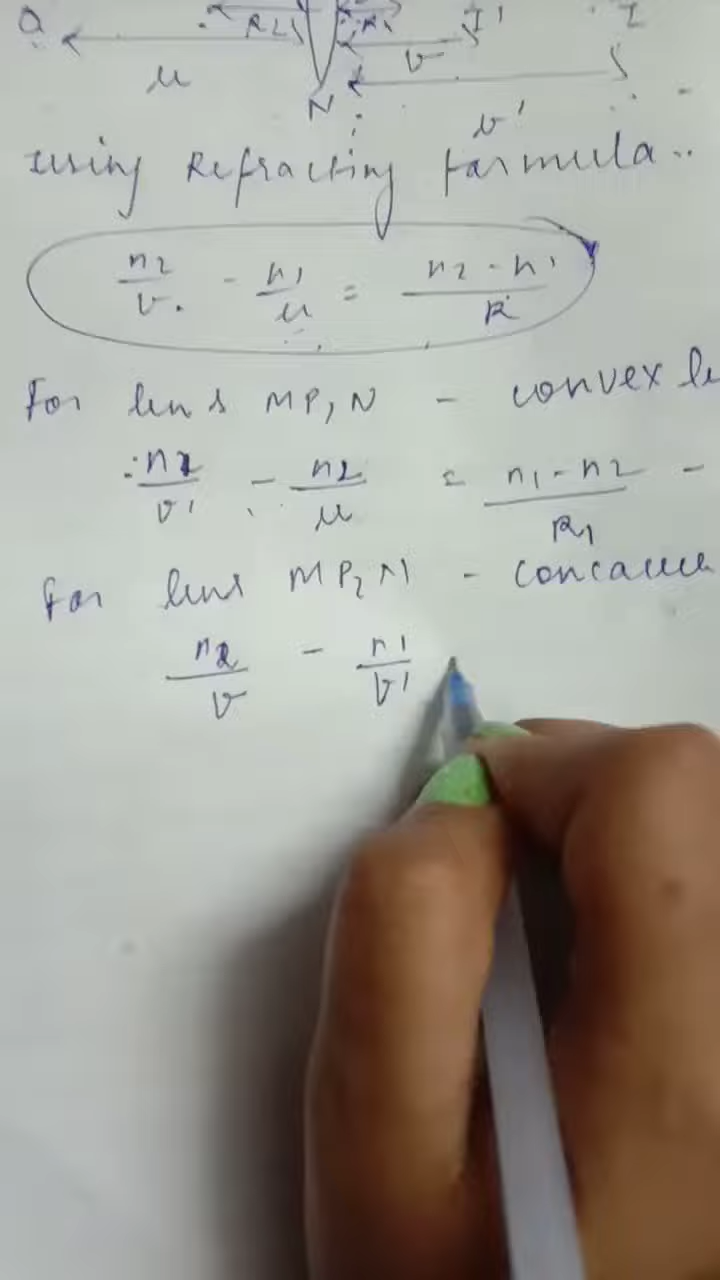 O R2 R1 I' I
u v
N v'
using Refracting formula..
n2/v - n1/u = n2 - n1/R
For lens MP1N - convex le
n1/v' - n2/u = n1 - n2/R1 -
For lens MP2N - concave
n2/v - n1/v'